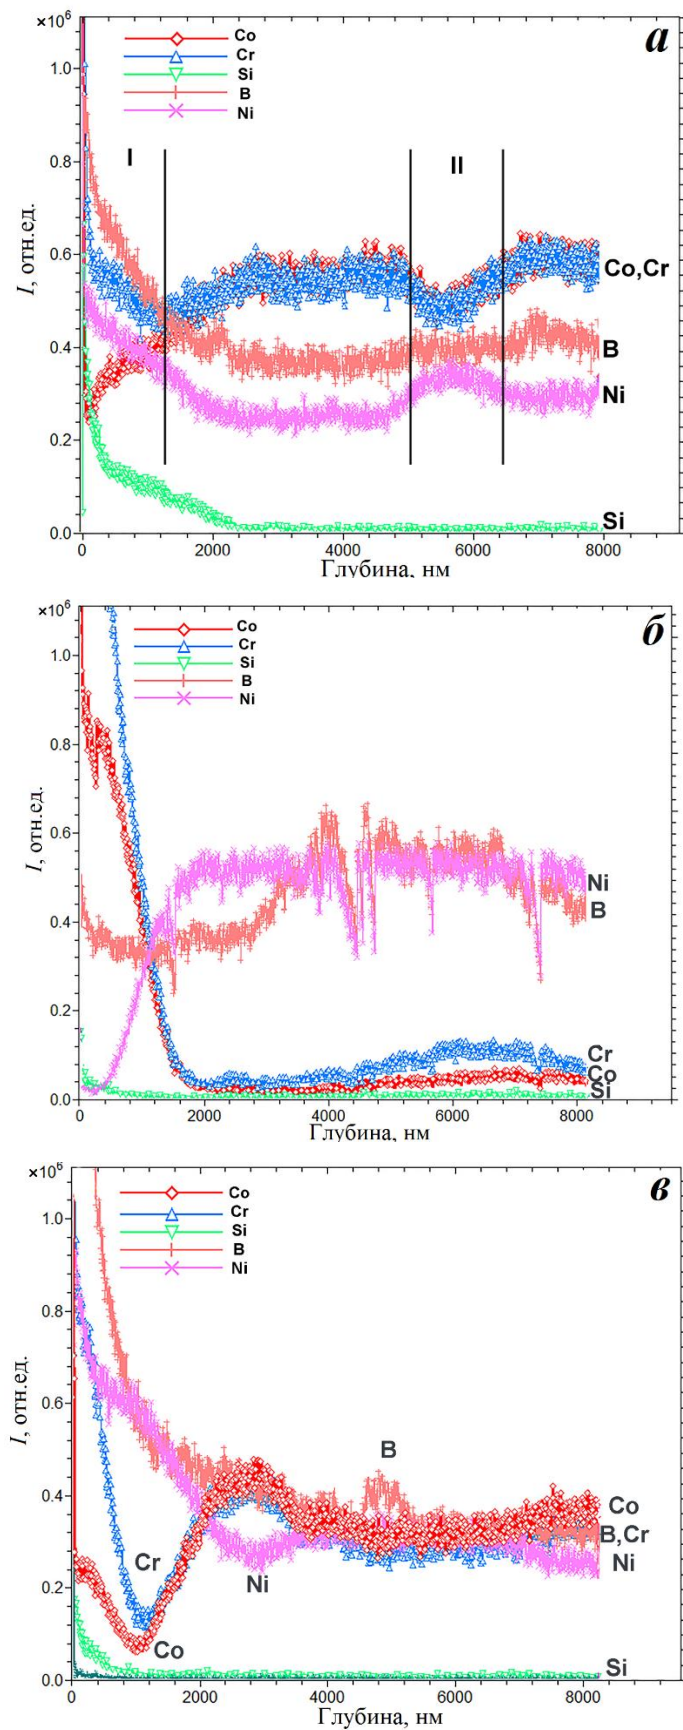 ×10⁶
а
Co
Cr
Si
B
Ni
1.0
0.8
0.6
0.4
0.2
0.0
I
II
Co,Cr
B
Ni
Si
I, отн.ед.
0 2000 4000 6000 8000
Глубина, нм
×10⁶
б
Co
Cr
Si
B
Ni
1.0
0.8
0.6
0.4
0.2
0.0
Ni
B
Cr
Co
Si
I, отн.ед.
0 2000 4000 6000 8000
Глубина, нм
×10⁶
в
Co
Cr
Si
B
Ni
1.0
0.8
0.6
0.4
0.2
0.0
B
Cr
Co
Ni
Co
B,Cr
Ni
Si
I, отн.ед.
0 2000 4000 6000 8000
Глубина, нм